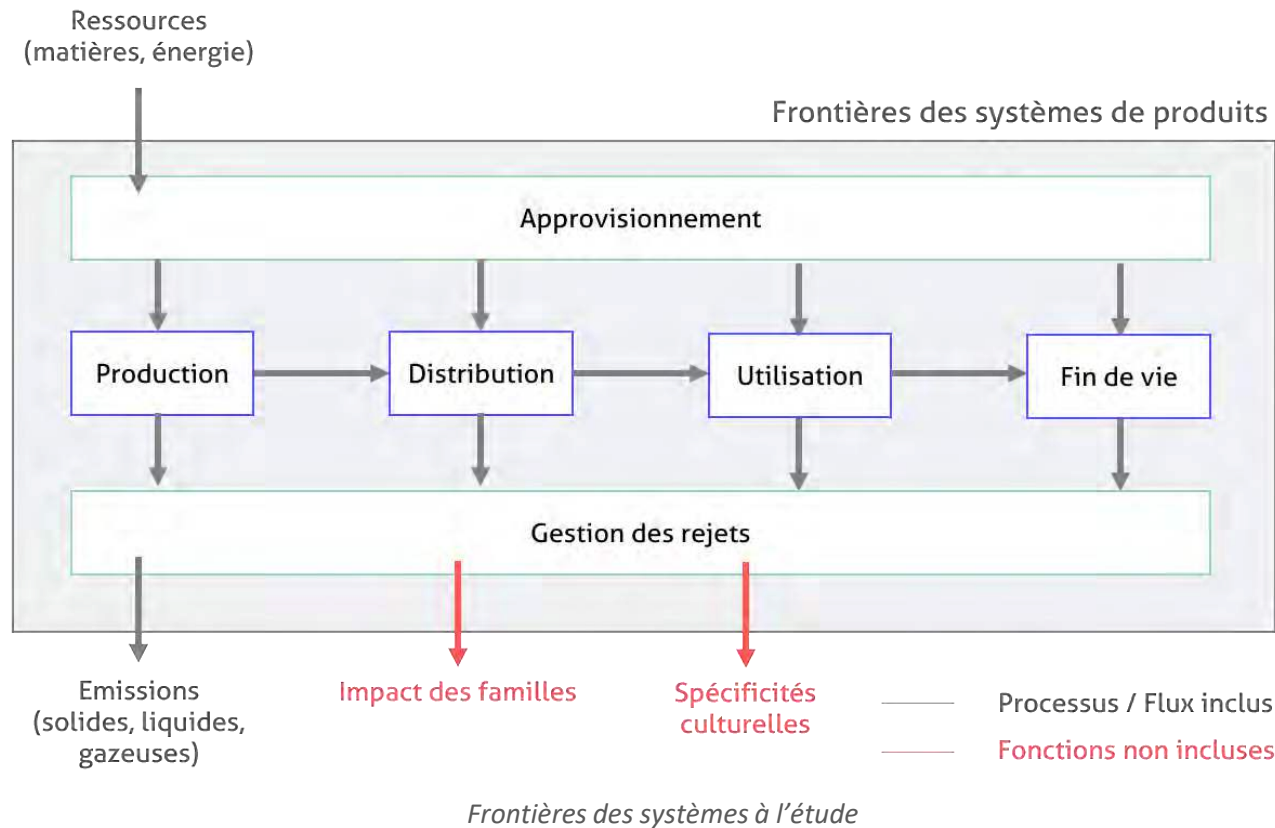 Ressources
(matières, énergie)
Frontières des systèmes de produits
Approvisionnement
Production
Distribution
Utilisation
Fin de vie
Gestion des rejets
Emissions
(solides, liquides,
gazeuses)
Impact des familles
Spécificités
culturelles
Processus / Flux inclus
Fonctions non incluses
Frontières des systèmes à l'étude